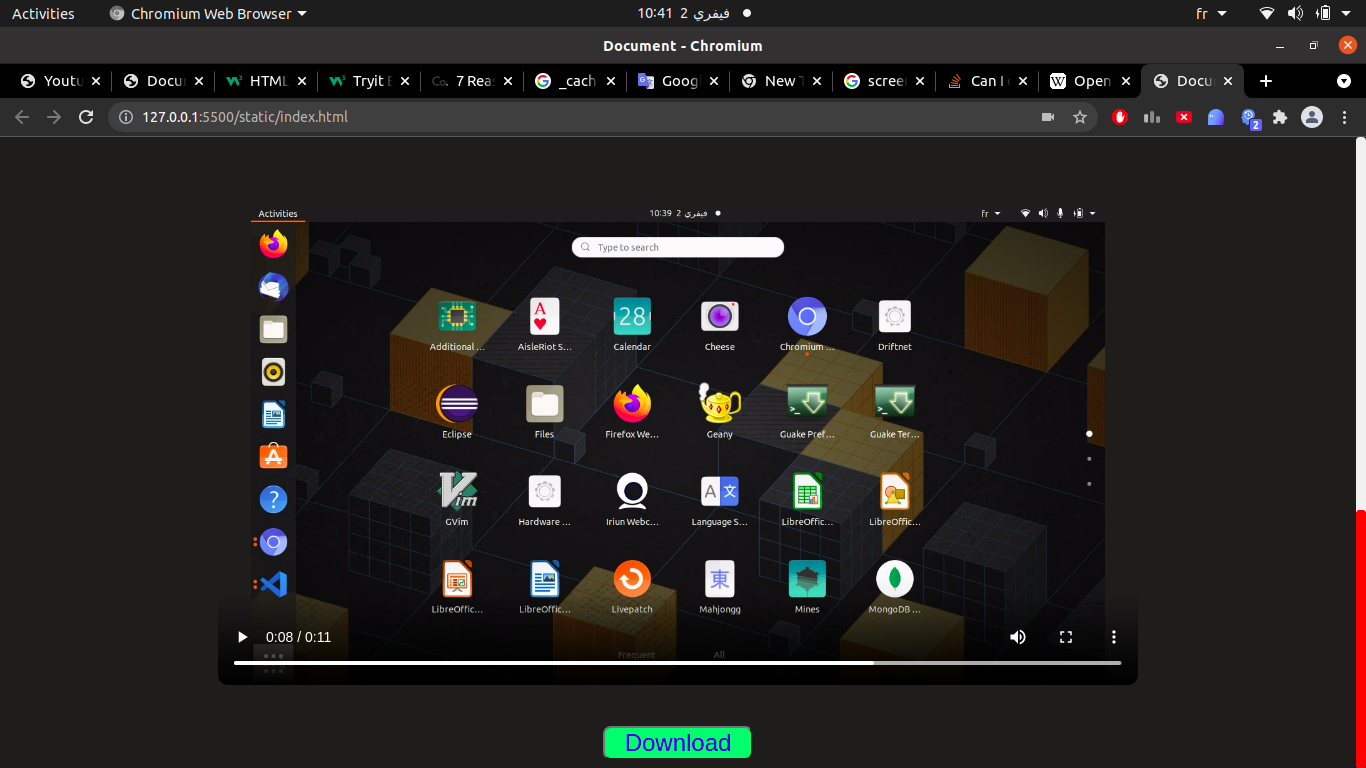 Activities Chromium Web Browser 10:41 2 فيفري fr
Document - Chromium
Youtu Docu HTML Tryit E Co. 7 Rea _cach Goog New T screen Can I Open Docu
127.0.0.1:5500/static/index.html
2
Activities 10:39 2 فيفري fr
Type to search
28
Additional ... AisleRiot S... Calendar Cheese Chromium ... Driftnet
Eclipse Files Firefox We... Geany Guake Pref... Guake Ter...
GVim Hardware ... Iriun Webc... Language S... LibreOffic... LibreOffic...
LibreOffic... LibreOffic... Livepatch Mahjongg Mines MongoDB ...
0:08 / 0:11
Frequent All
Download